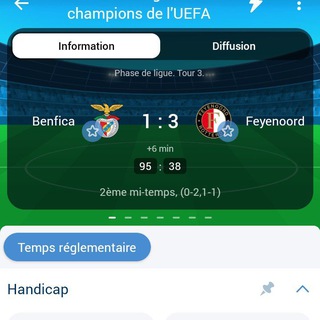 champions de l'UEFA
Information
Diffusion
Phase de ligue. Tour 3.
Benfica
1 : 3
Feyenoord
+6 min
95 : 38
2ème mi-temps, (0-2,1-1)
Temps réglementaire
Handicap